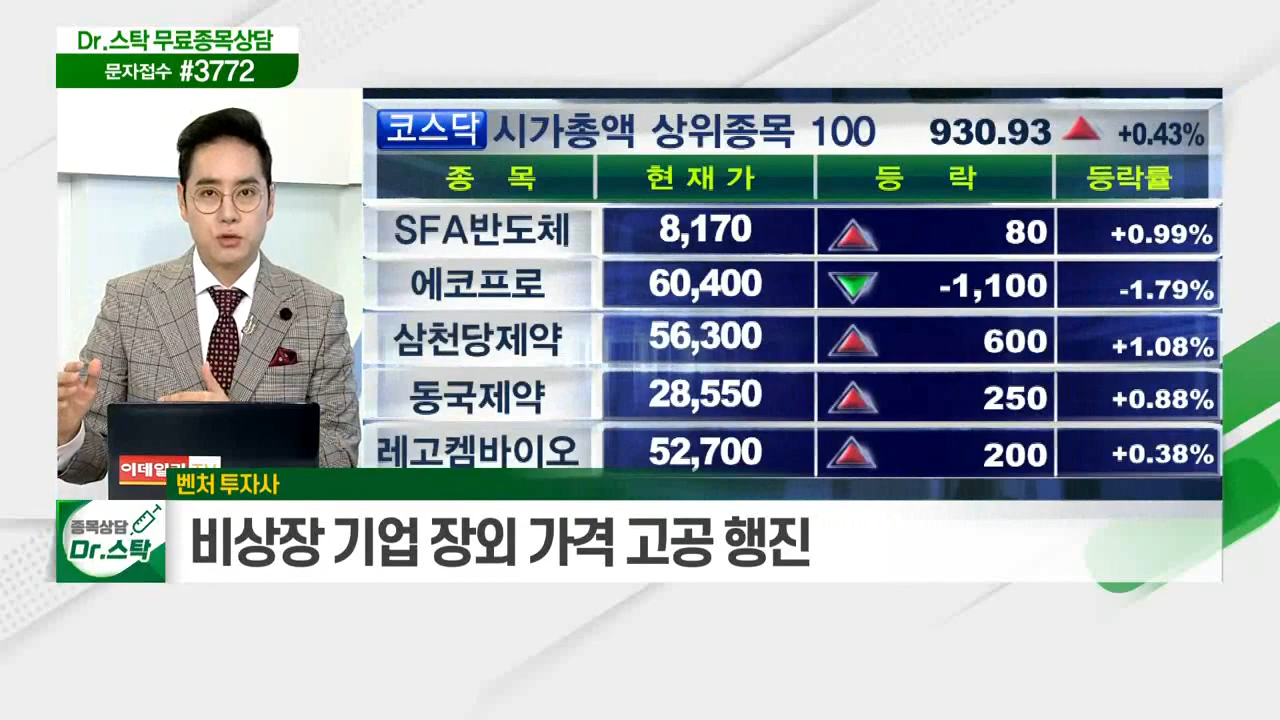 Dr.스탁 무료종목상담
문자접수 #3772
코스닥 시가총액 상위종목 100 930.93 +0.43%
종 목 현 재 가 등 락 등락률
SFA반도체 8,170 80 +0.99%
에코프로 60,400 -1,100 -1.79%
삼천당제약 56,300 600 +1.08%
동국제약 28,550 250 +0.88%
레고켐바이오 52,700 200 +0.38%
이데일리 TV
벤처 투자사
종목상담
Dr.스탁
비상장 기업 장외 가격 고공 행진